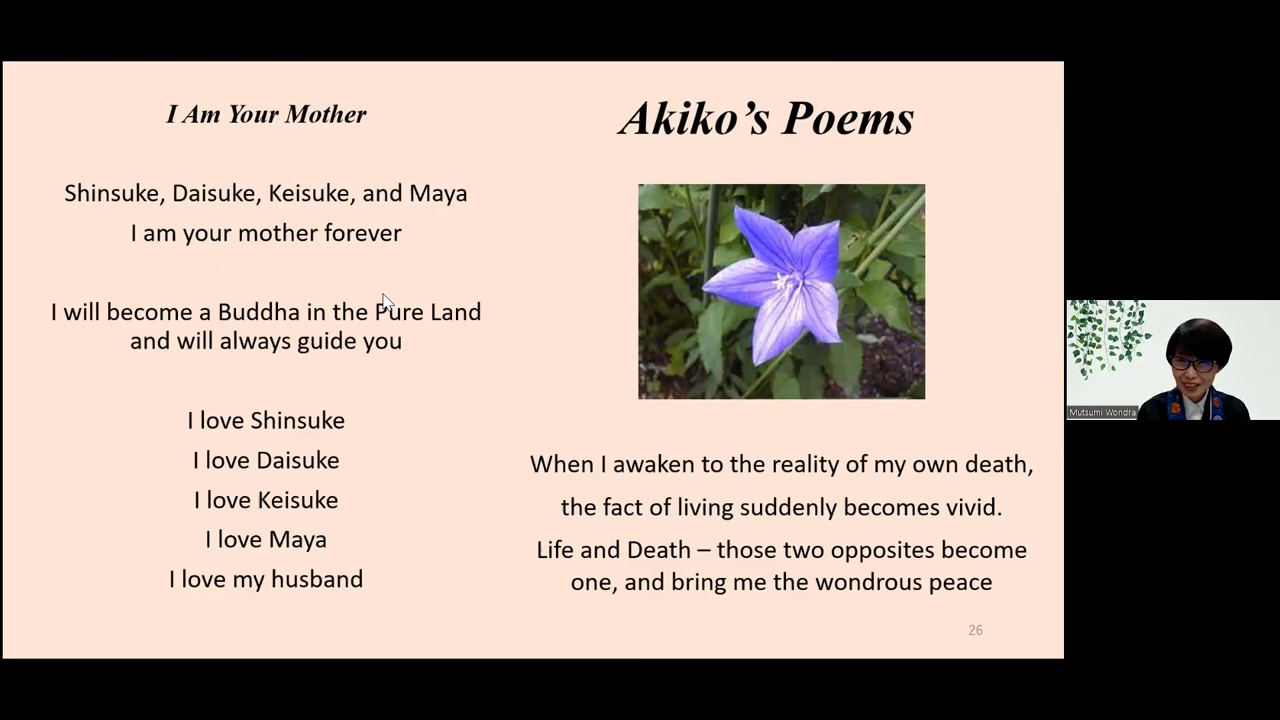 I Am Your Mother
Shinsuke, Daisuke, Keisuke, and Maya
I am your mother forever
I will become a Buddha in the Pure Land
and will always guide you
I love Shinsuke
I love Daisuke
I love Keisuke
I love Maya
I love my husband
Akiko’s Poems
When I awaken to the reality of my own death,
the fact of living suddenly becomes vivid.
Life and Death – those two opposites become
one, and bring me the wondrous peace
26
Mutsumi Wondra